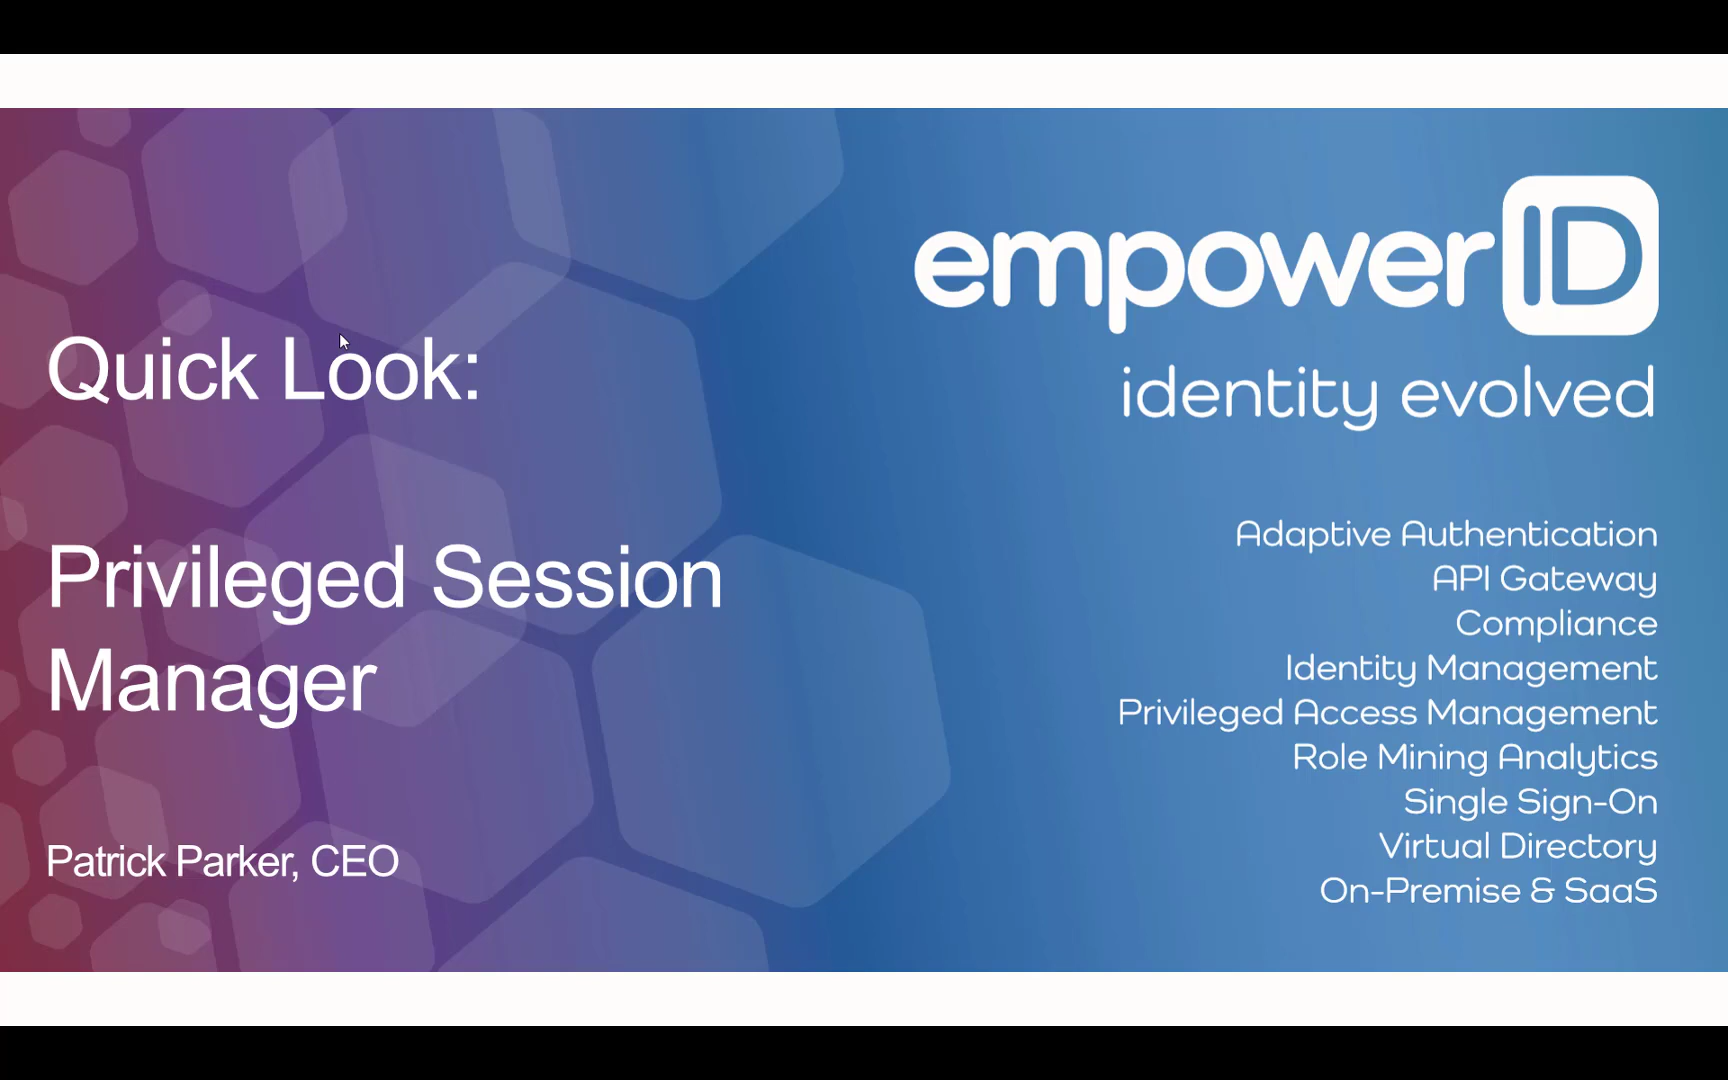 Quick Look:
Privileged Session
Manager
Patrick Parker, CEO
empowerID
identity evolved
Adaptive Authentication
API Gateway
Compliance
Identity Management
Privileged Access Management
Role Mining Analytics
Single Sign-On
Virtual Directory
On-Premise & SaaS